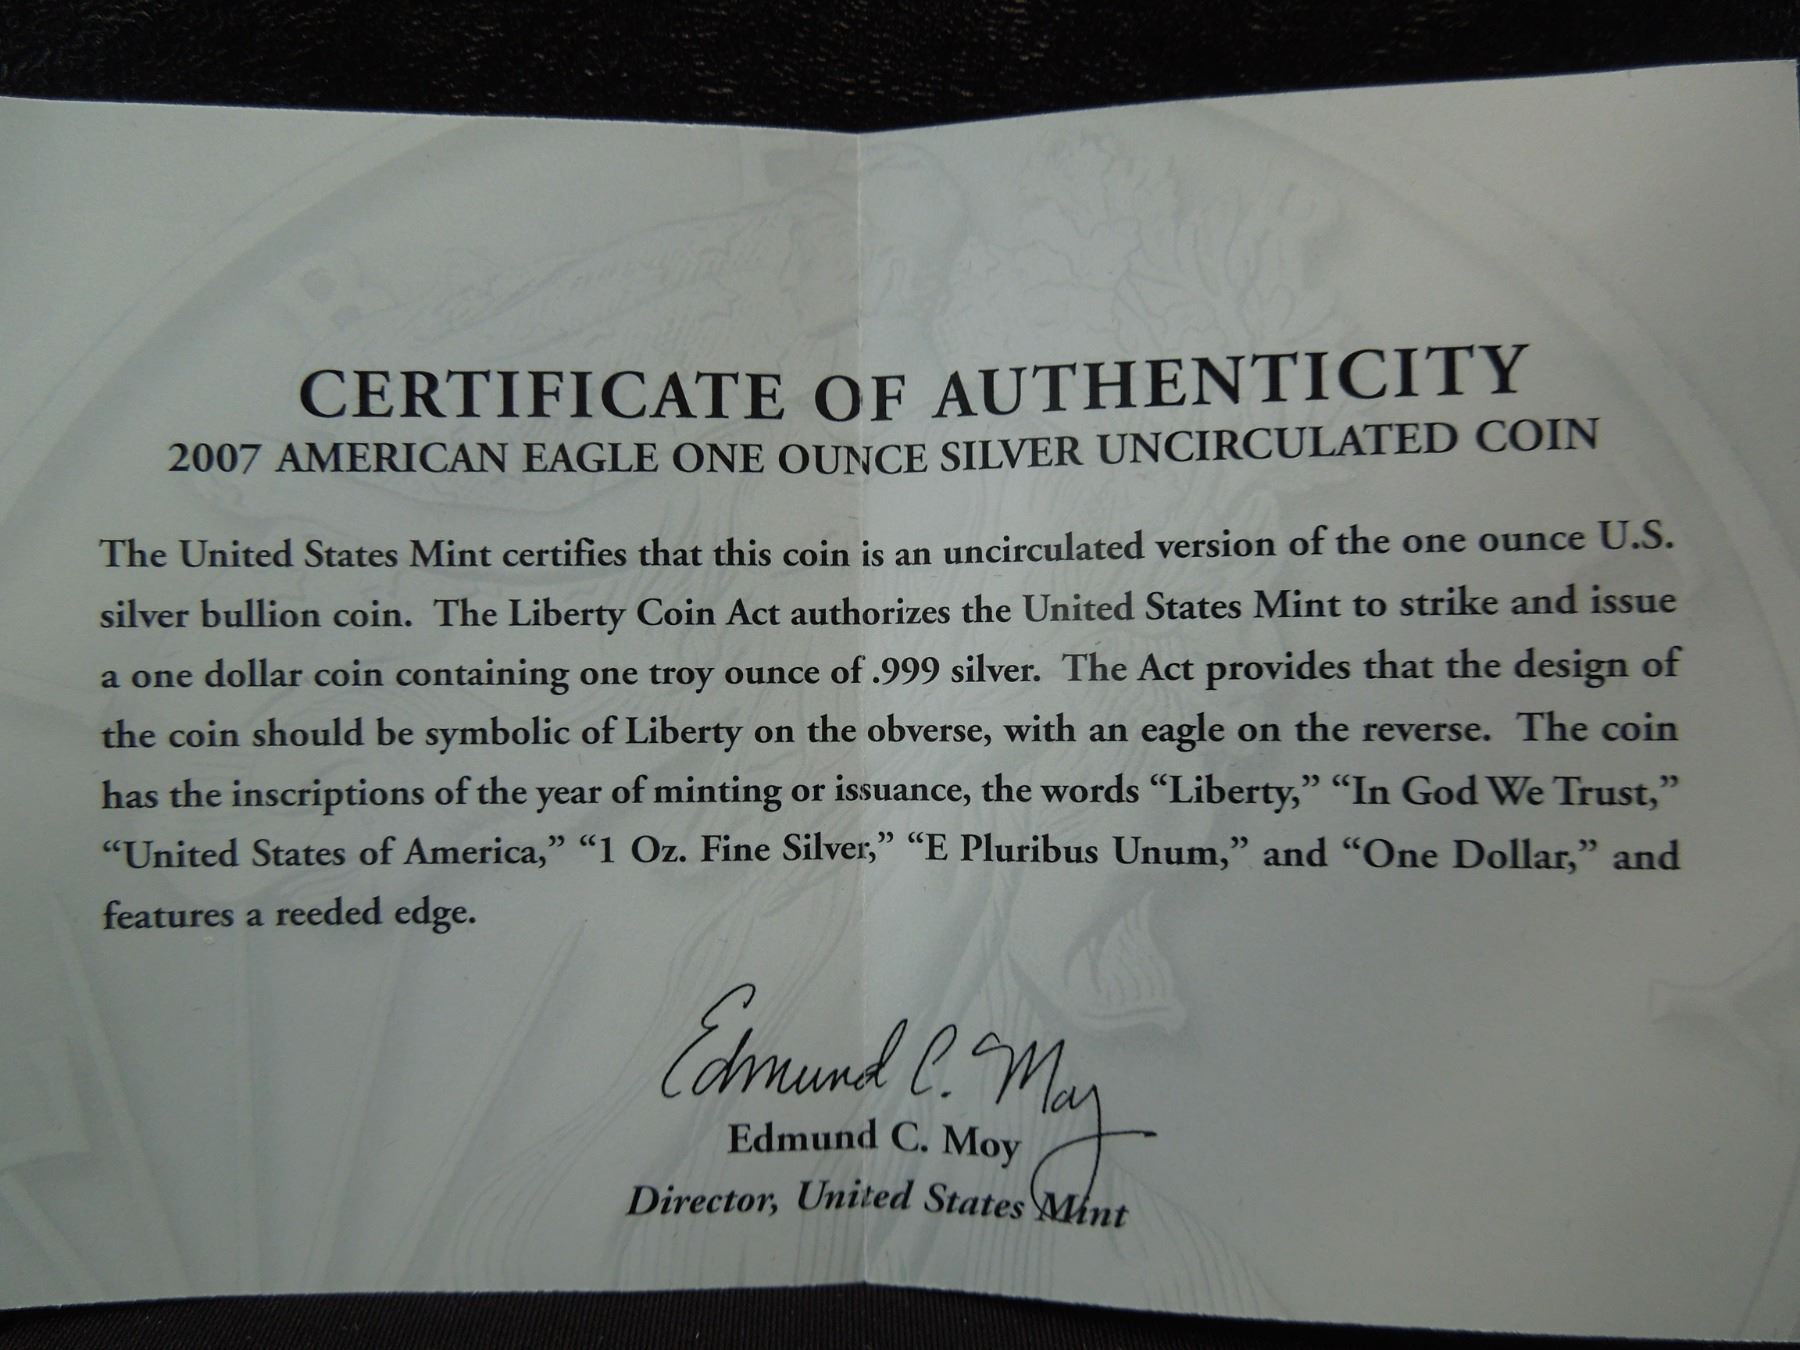 CERTIFICATE OF AUTHENTICITY
2007 AMERICAN EAGLE ONE OUNCE SILVER UNCIRCULATED COIN
The United States Mint certifies that this coin is an uncirculated version of the one ounce U.S.
silver bullion coin. The Liberty Coin Act authorizes the United States Mint to strike and issue
a one dollar coin containing one troy ounce of .999 silver. The Act provides that the design of
the coin should be symbolic of Liberty on the obverse, with an eagle on the reverse. The coin
has the inscriptions of the year of minting or issuance, the words “Liberty,” “In God We Trust,”
“United States of America,” “1 Oz. Fine Silver,” “E Pluribus Unum,” and “One Dollar,” and
features a reeded edge.
Edmund C. Moy
Edmund C. Moy
Director, United States Mint